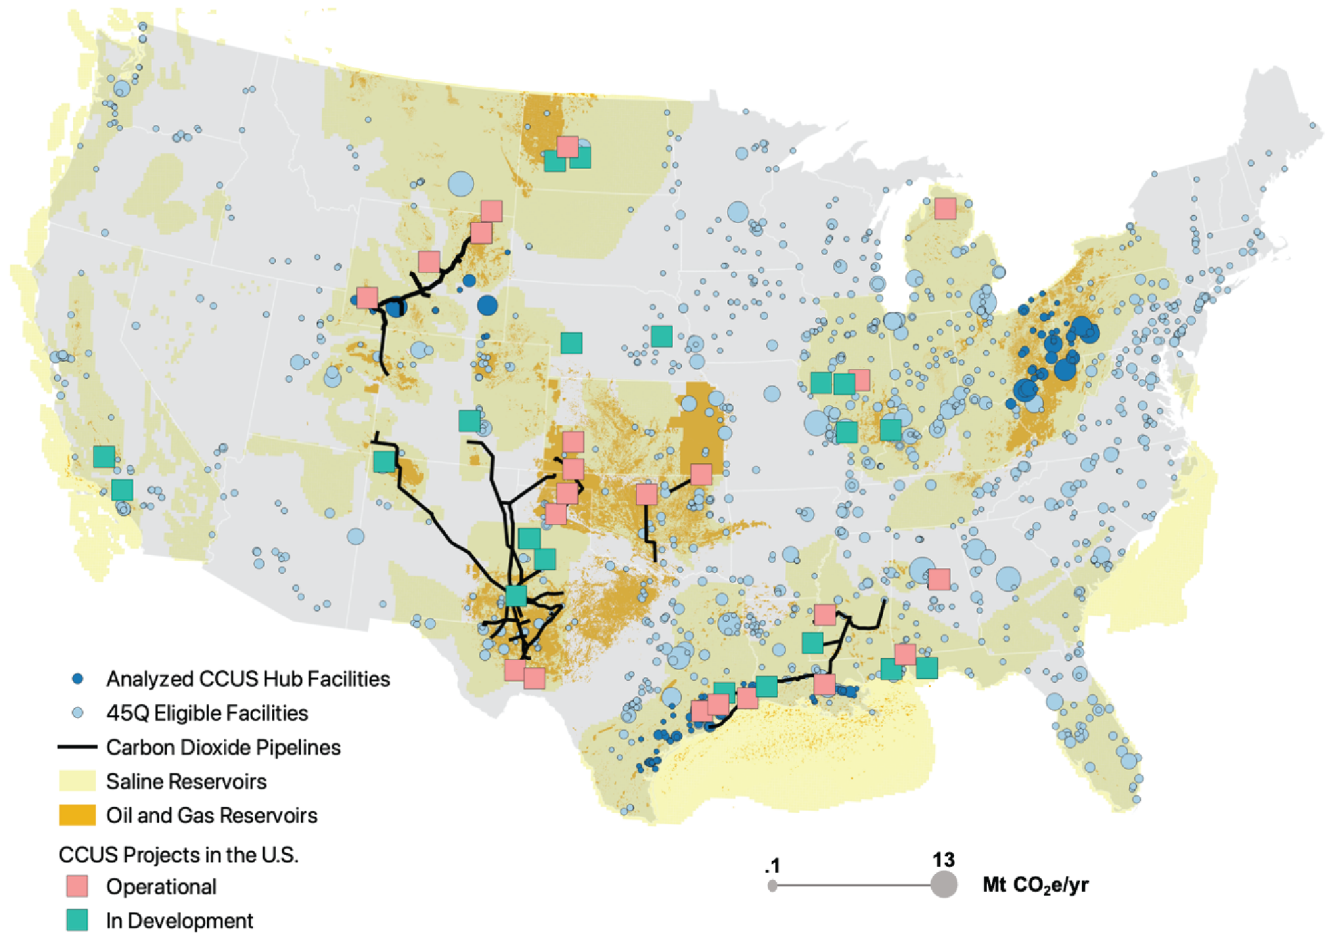 Analyzed CCUS Hub Facilities
45Q Eligible Facilities
Carbon Dioxide Pipelines
Saline Reservoirs
Oil and Gas Reservoirs
CCUS Projects in the U.S.
Operational
In Development
.1
13
Mt CO₂e/yr